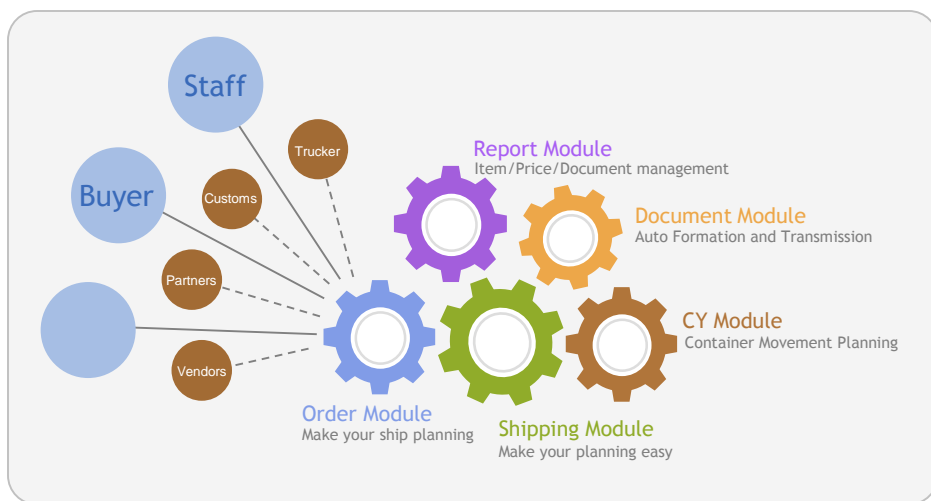 Staff
Trucker
Report Module
Item/Price/Document management
Customs
Buyer
Document Module
Auto Formation and Transmission
Partners
CY Module
Container Movement Planning
Vendors
Order Module
Make your ship planning
Shipping Module
Make your planning easy